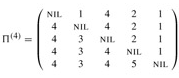 NIL 1 4 2 1
4 NIL 4 2 1
Π(4) = 4 3 NIL 2 1
4 3 4 NIL 1
4 3 4 5 NIL